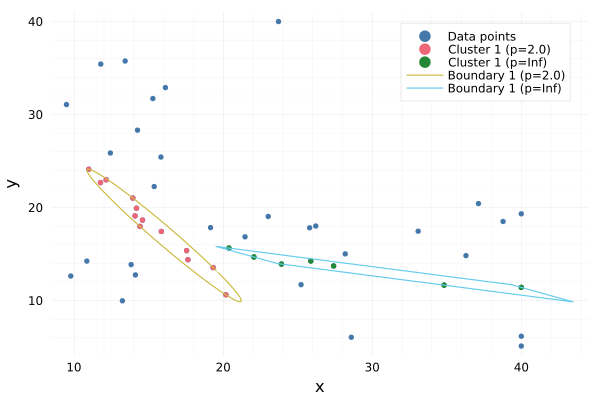 40
30
20
10
y
10
20
30
40
x
Data points
Cluster 1 (p=2.0)
Cluster 1 (p=Inf)
Boundary 1 (p=2.0)
Boundary 1 (p=Inf)